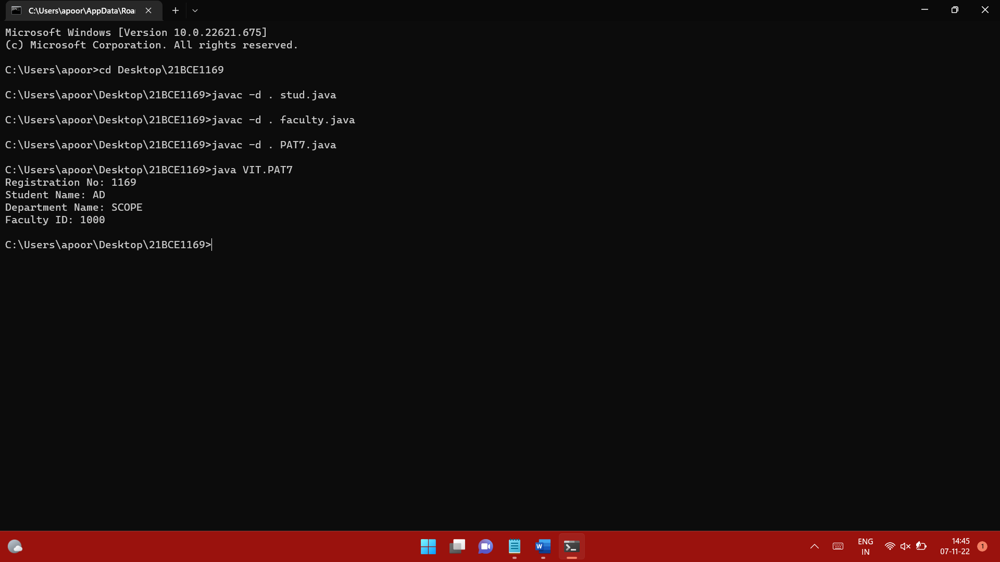 C:\Users\apoor\AppData\Roa
Microsoft Windows [Version 10.0.22621.675]
(c) Microsoft Corporation. All rights reserved.
C:\Users\apoor>cd Desktop\21BCE1169
C:\Users\apoor\Desktop\21BCE1169>javac -d . stud.java
C:\Users\apoor\Desktop\21BCE1169>javac -d . faculty.java
C:\Users\apoor\Desktop\21BCE1169>javac -d . PAT7.java
C:\Users\apoor\Desktop\21BCE1169>java VIT.PAT7
Registration No: 1169
Student Name: AD
Department Name: SCOPE
Faculty ID: 1000
C:\Users\apoor\Desktop\21BCE1169>
W
ENG
IN
14:45
07-11-22
1